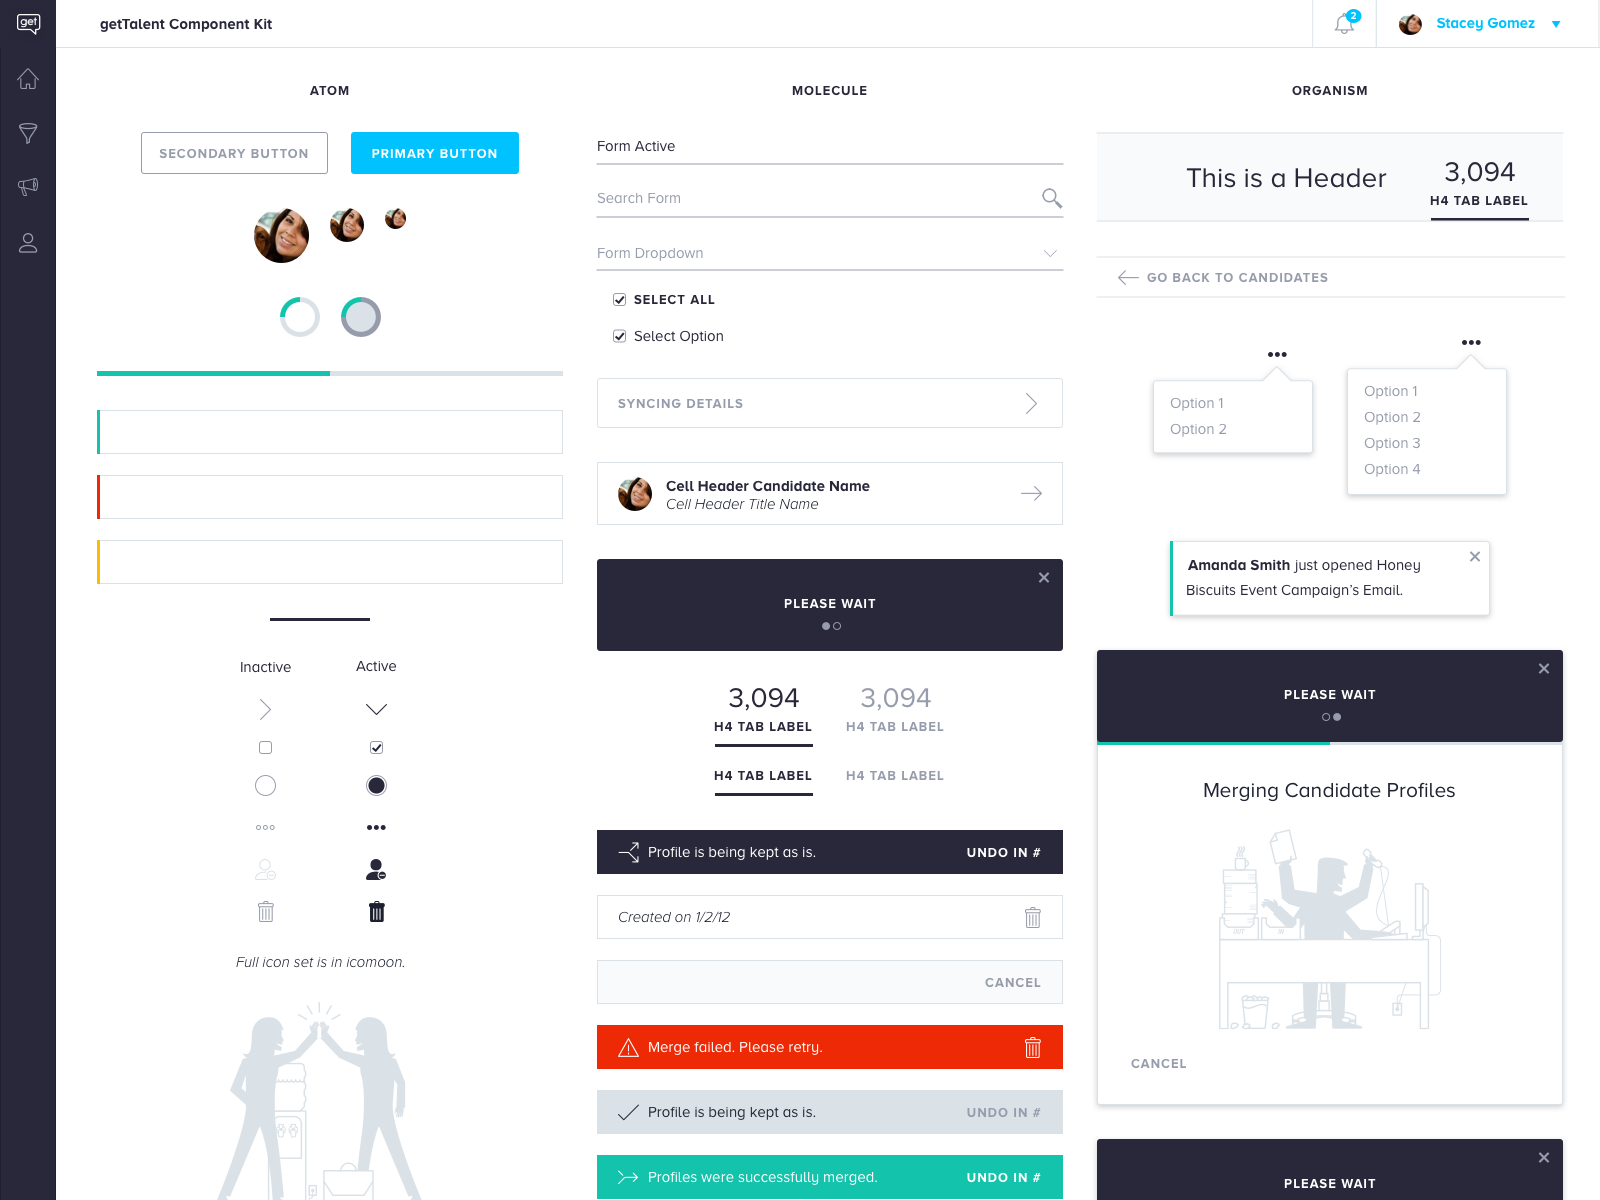 get
getTalent Component Kit
2
Stacey Gomez
ATOM
SECONDARY BUTTON
PRIMARY BUTTON
Inactive
Active
Full icon set is in icomoon.
MOLECULE
Form Active
Search Form
Form Dropdown
SELECT ALL
Select Option
SYNCING DETAILS
Cell Header Candidate Name
Cell Header Title Name
PLEASE WAIT
3,094
H4 TAB LABEL
3,094
H4 TAB LABEL
H4 TAB LABEL
H4 TAB LABEL
Profile is being kept as is.
UNDO IN #
Created on 1/2/12
CANCEL
Merge failed. Please retry.
Profile is being kept as is.
UNDO IN #
Profiles were successfully merged.
UNDO IN #
ORGANISM
This is a Header
3,094
H4 TAB LABEL
GO BACK TO CANDIDATES
Option 1
Option 2
Option 1
Option 2
Option 3
Option 4
Amanda Smith just opened Honey
Biscuits Event Campaign’s Email.
PLEASE WAIT
Merging Candidate Profiles
OUT
IN
CANCEL
PLEASE WAIT